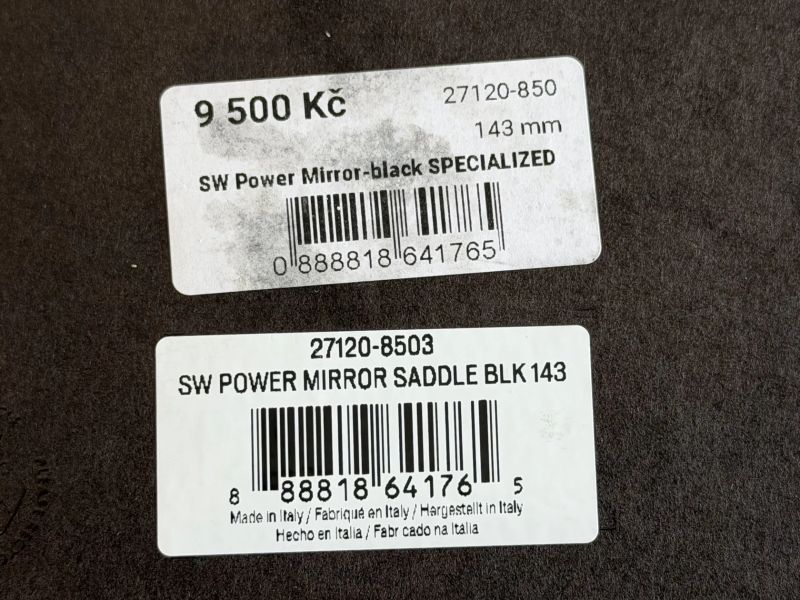 9 500 Kč 27120-850
143 mm
SW Power Mirror-black SPECIALIZED
0 888818 641765
27120-8503
SW POWER MIRROR SADDLE BLK 143
8 88818 64176 5
Made in Italy / Fabriqué en Italy / Hergestellt in Italy
Hecho en Italia / Fabr cado na Italia